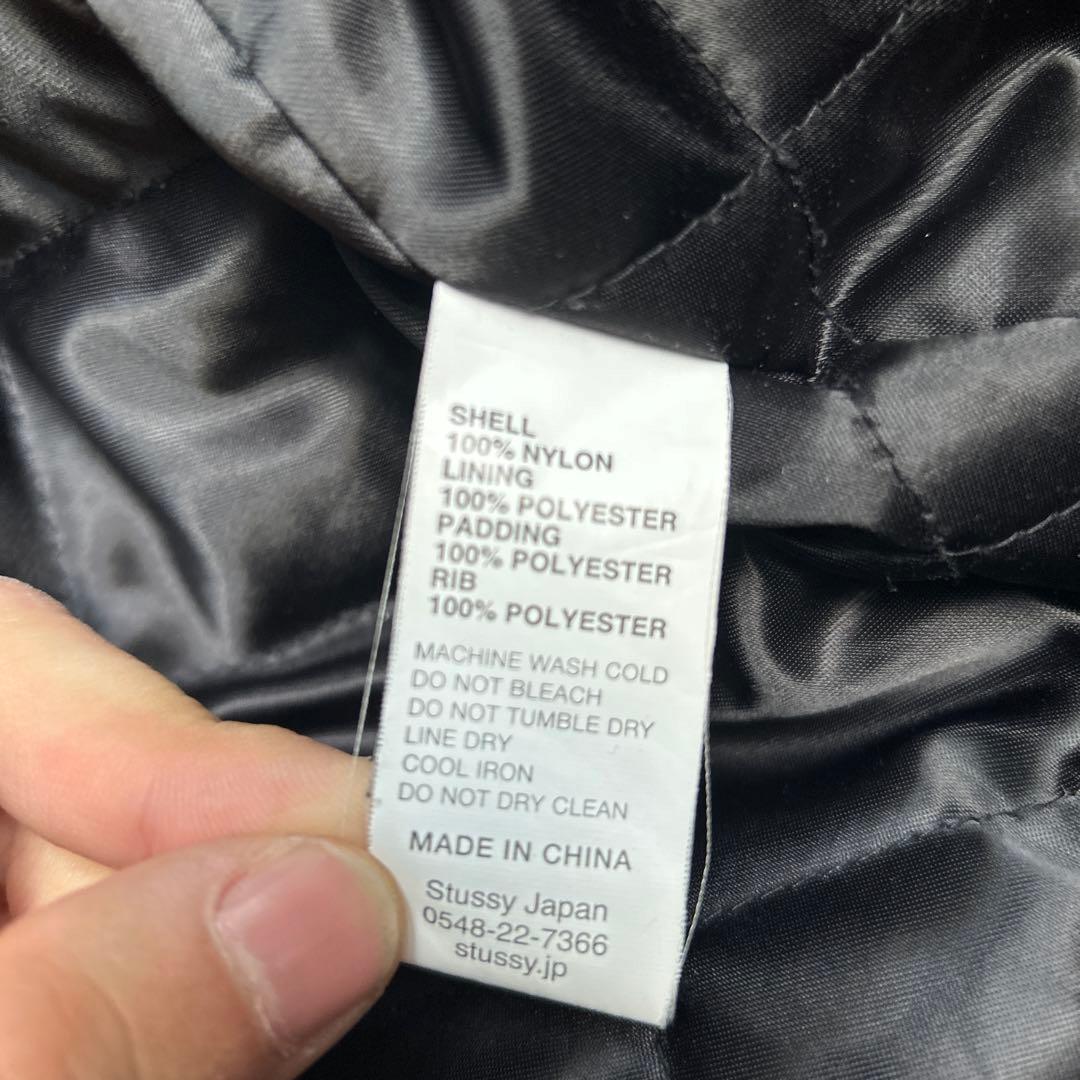 SHELL
100% NYLON
LINING
100% POLYESTER
PADDING
100% POLYESTER
RIB
100% POLYESTER
MACHINE WASH COLD
DO NOT BLEACH
DO NOT TUMBLE DRY
LINE DRY
COOL IRON
DO NOT DRY CLEAN
MADE IN CHINA
Stussy Japan
0548-22-7366
stussy.jp